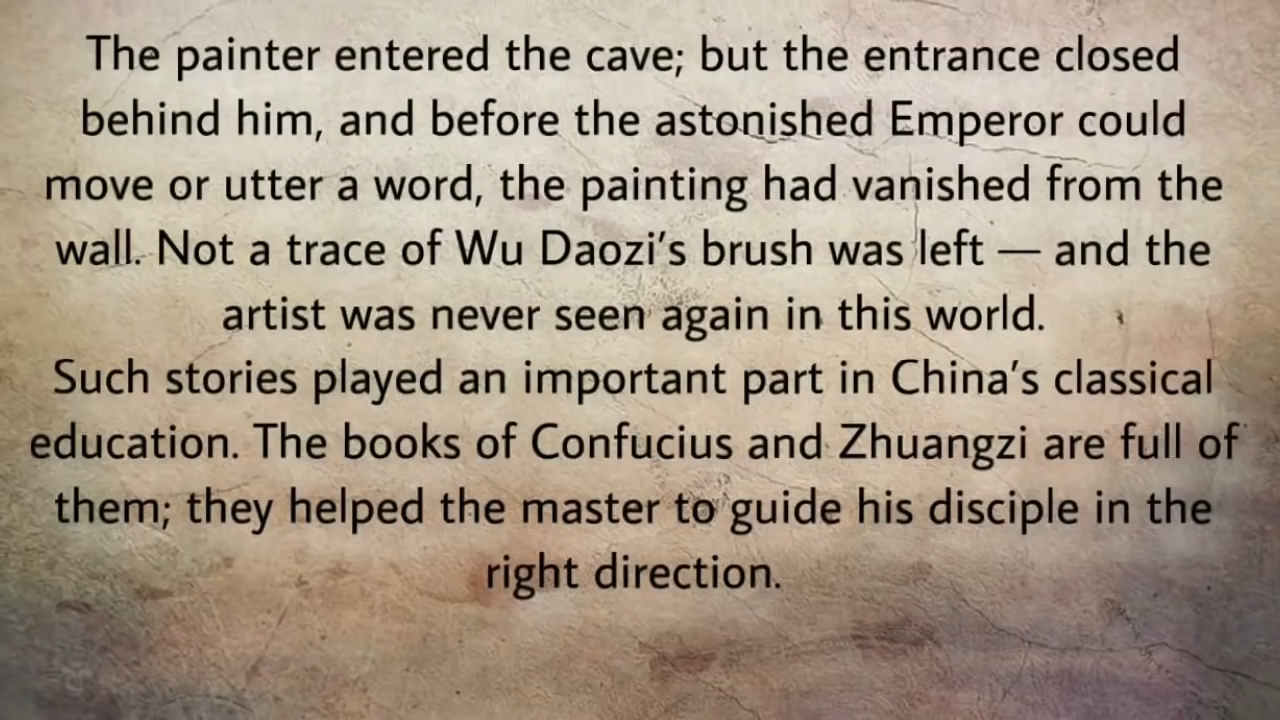 The painter entered the cave; but the entrance closed
behind him, and before the astonished Emperor could
move or utter a word, the painting had vanished from the
wall. Not a trace of Wu Daozi’s brush was left — and the
artist was never seen again in this world.
Such stories played an important part in China’s classical
education. The books of Confucius and Zhuangzi are full of
them; they helped the master to guide his disciple in the
right direction.